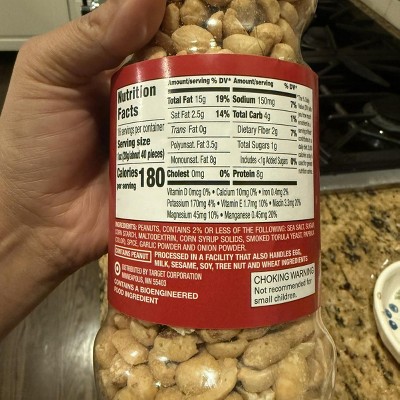 Nutrition
Facts
servings per container
Serving size
(28g/about 40 pieces)
Calories 180
per serving
Amount/serving % DV*
Total Fat 15g 19%
Sat Fat 2.5g 14%
Trans Fat 0g
Polyunsat. Fat 3.5g
Monounsat. Fat 8g
Cholest 0mg 0%
Amount/serving % DV*
Sodium 150mg 7%
Total Carb 4g 1%
Dietary Fiber 2g 7%
Total Sugars 1g
Includes <1g Added Sugars 0%
Protein 8g
Vitamin D 0mcg 0% • Calcium 10mg 0% • Iron 0.4mg 2%
Potassium 170mg 4% • Vitamin E 1.7mg 10% • Niacin 3.2mg 20%
Magnesium 45mg 10% • Manganese 0.45mg 20%
INGREDIENTS: PEANUTS, CONTAINS 2% OR LESS OF THE FOLLOWING: SEA SALT, SUGAR,
CORN STARCH, MALTODEXTRIN, CORN SYRUP SOLIDS, SMOKED TORULA YEAST, PAPRIKA
(COLOR), SPICE, GARLIC POWDER AND ONION POWDER.
CONTAINS PEANUT PROCESSED IN A FACILITY THAT ALSO HANDLES EGG,
MILK, SESAME, SOY, TREE NUT AND WHEAT INGREDIENTS.
DISTRIBUTED BY TARGET CORPORATION
MINNEAPOLIS, MN 55403
CONTAINS A BIOENGINEERED
FOOD INGREDIENT
CHOKING WARNING
Not recommended for
small children.